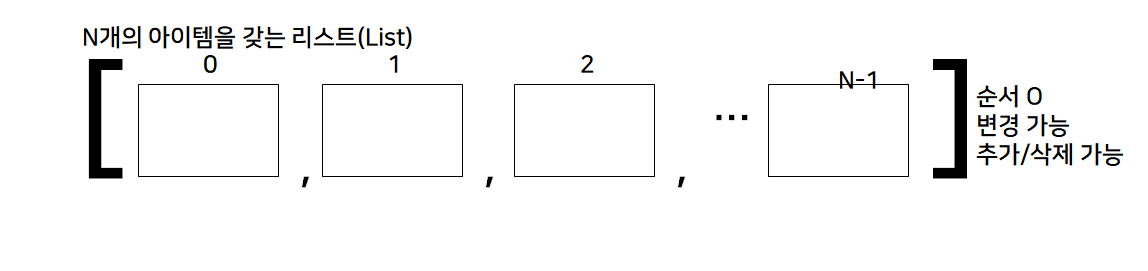 N개의 아이템을 갖는 리스트(List)
0 1 2 N-1
[ , , , ... ]
순서 O
변경 가능
추가/삭제 가능